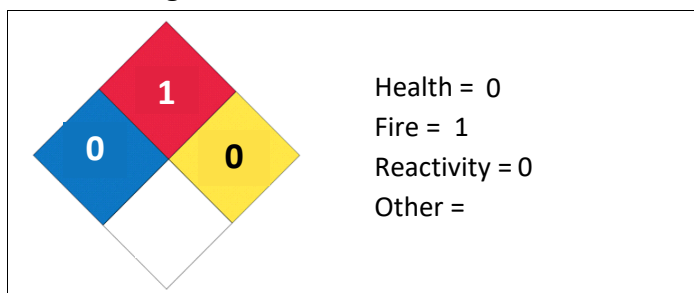 1
0
0
Health = 0
Fire = 1
Reactivity = 0
Other =